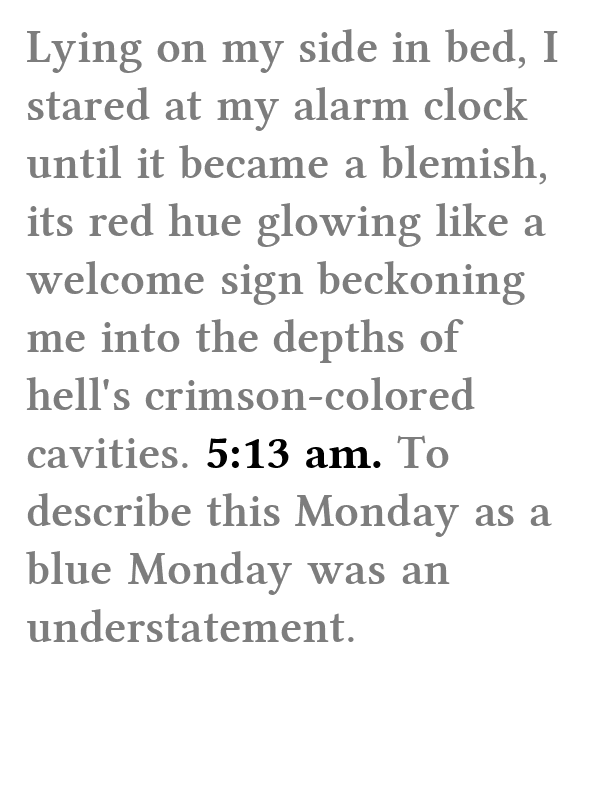 Lying on my side in bed, I
stared at my alarm clock
until it became a blemish,
its red hue glowing like a
welcome sign beckoning
me into the depths of
hell's crimson-colored
cavities. 5:13 am. To
describe this Monday as a
blue Monday was an
understatement.